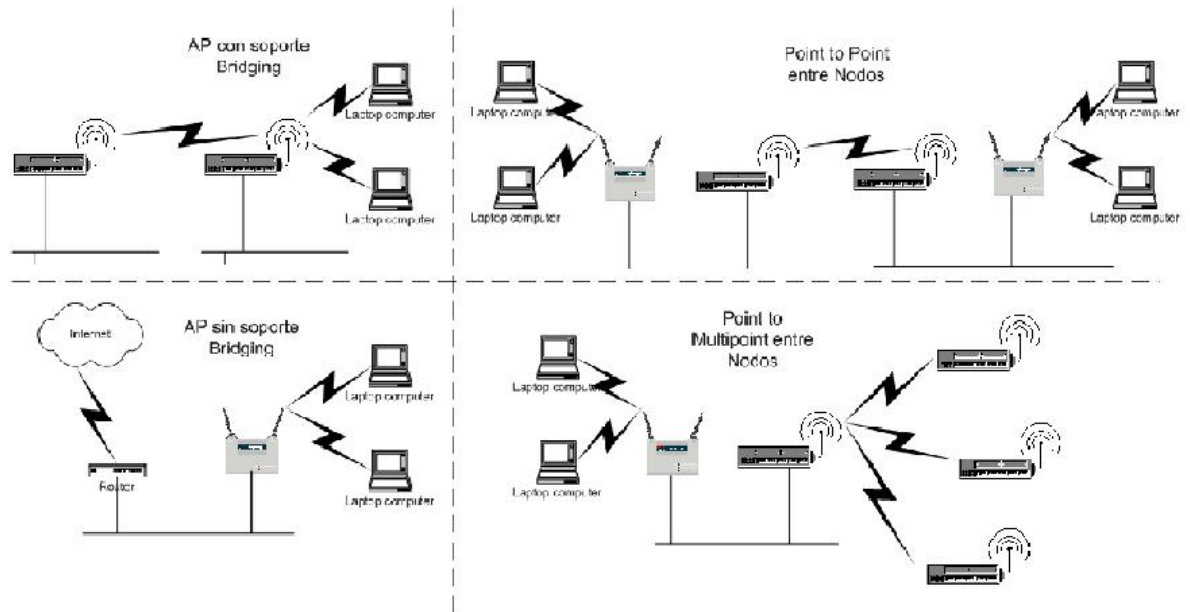 AP con soporte
Bridging
Laptop computer
Laptop computer
Point to Point
entre Nodos
Laptop computer
Laptop computer
Laptop computer
Laptop computer
Internet
AP sin soporte
Bridging
Laptop computer
Router
Laptop computer
Point to
Multipoint entre
Nodos
Laptop computer
Laptop computer